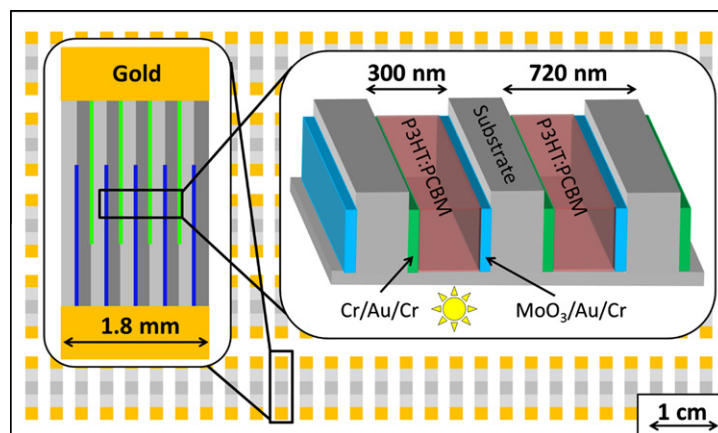 Gold
1.8 mm
300 nm
720 nm
P3HT:PCBM
Substrate
P3HT:PCBM
Cr/Au/Cr
MoO₃/Au/Cr
1 cm